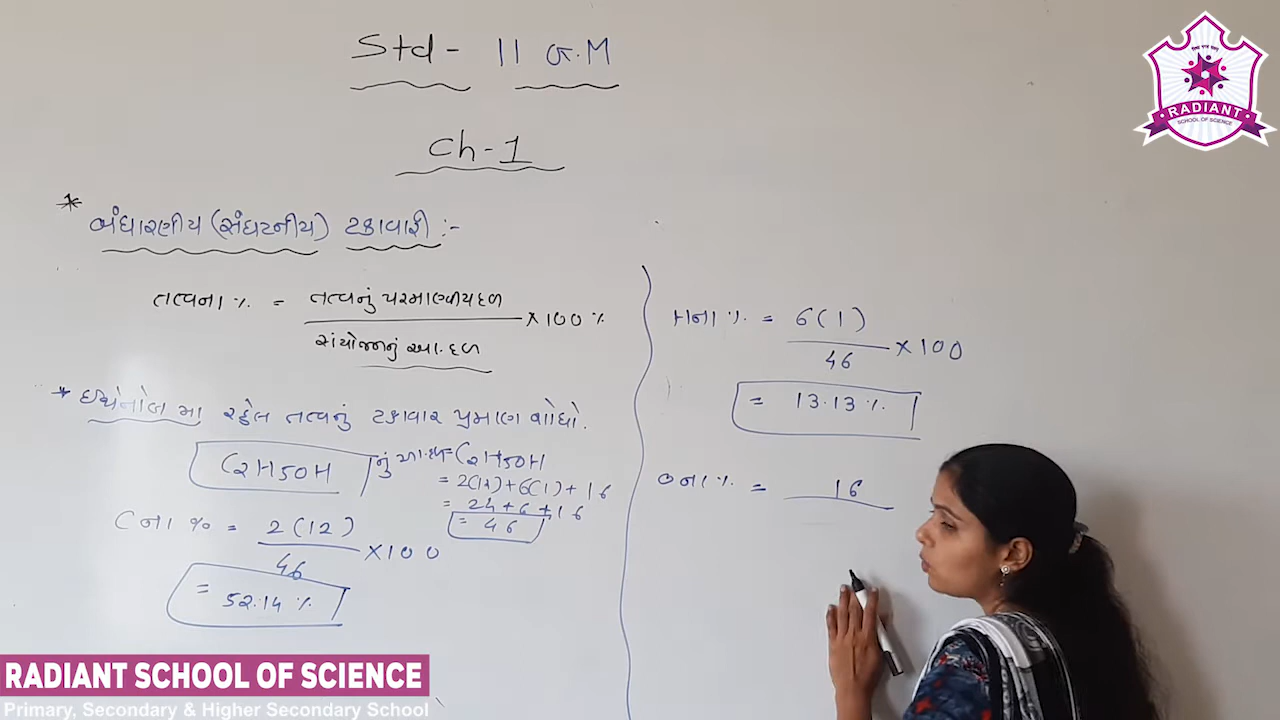 Std - 11 G.M
Ch-1
* બંધારણીય (સંઘટનીય) ટકાવારી :-
તત્વના % = તત્વનું પરમાણ્વીયદળ
સંયોજનનું આ. દળ
× 100 %
* ઇથેનોલ મા રહેલ તત્વનું ટકાવાર પ્રમાણ શોધો.
C2H5OH નું આ.દળ = C2H5OH
= 2(12) + 6(1) + 16
= 24 + 6 + 16
= 46
C ના % = 2(12)
46
× 100
= 52.14 %
H ના % = 6(1)
46
× 100
= 13.13 %
O ના % = 16
RADIANT
SCHOOL OF SCIENCE
RADIANT SCHOOL OF SCIENCE
Primary, Secondary & Higher Secondary School